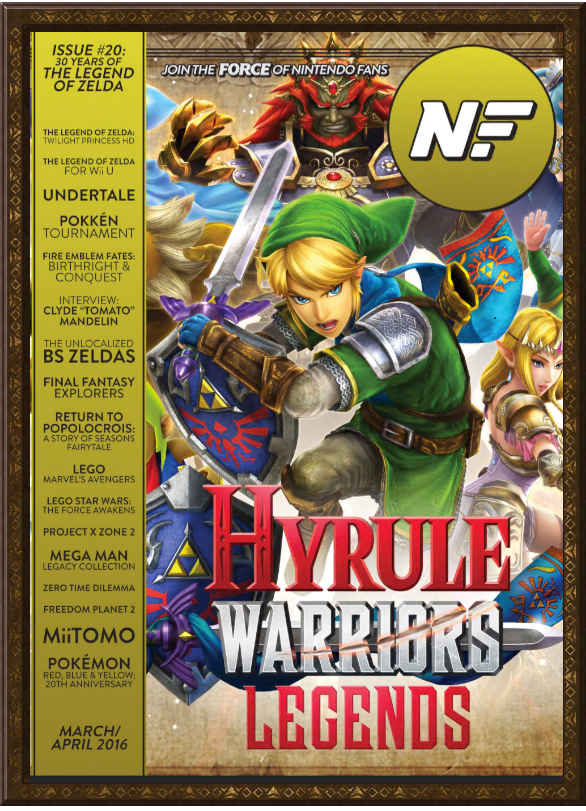 ISSUE #20:
30 YEARS OF
THE LEGEND
OF ZELDA
THE LEGEND OF ZELDA:
TWILIGHT PRINCESS HD
THE LEGEND OF ZELDA
FOR Wii U
UNDERTALE
POKKÉN
TOURNAMENT
FIRE EMBLEM FATES:
BIRTHRIGHT &
CONQUEST
INTERVIEW:
CLYDE "TOMATO"
MANDELIN
THE UNLOCALIZED
BS ZELDAS
FINAL FANTASY
EXPLORERS
RETURN TO
POPOLOCROIS:
A STORY OF SEASONS
FAIRYTALE
LEGO
MARVEL'S AVENGERS
LEGO STAR WARS:
THE FORCE AWAKENS
PROJECT X ZONE 2
MEGA MAN
LEGACY COLLECTION
ZERO TIME DILEMMA
FREEDOM PLANET 2
MiiTOMO
POKÉMON
RED, BLUE & YELLOW:
20TH ANNIVERSARY
MARCH/
APRIL 2016
JOIN THE FORCE OF NINTENDO FANS
NF
HYRULE
WARRIORS
LEGENDS